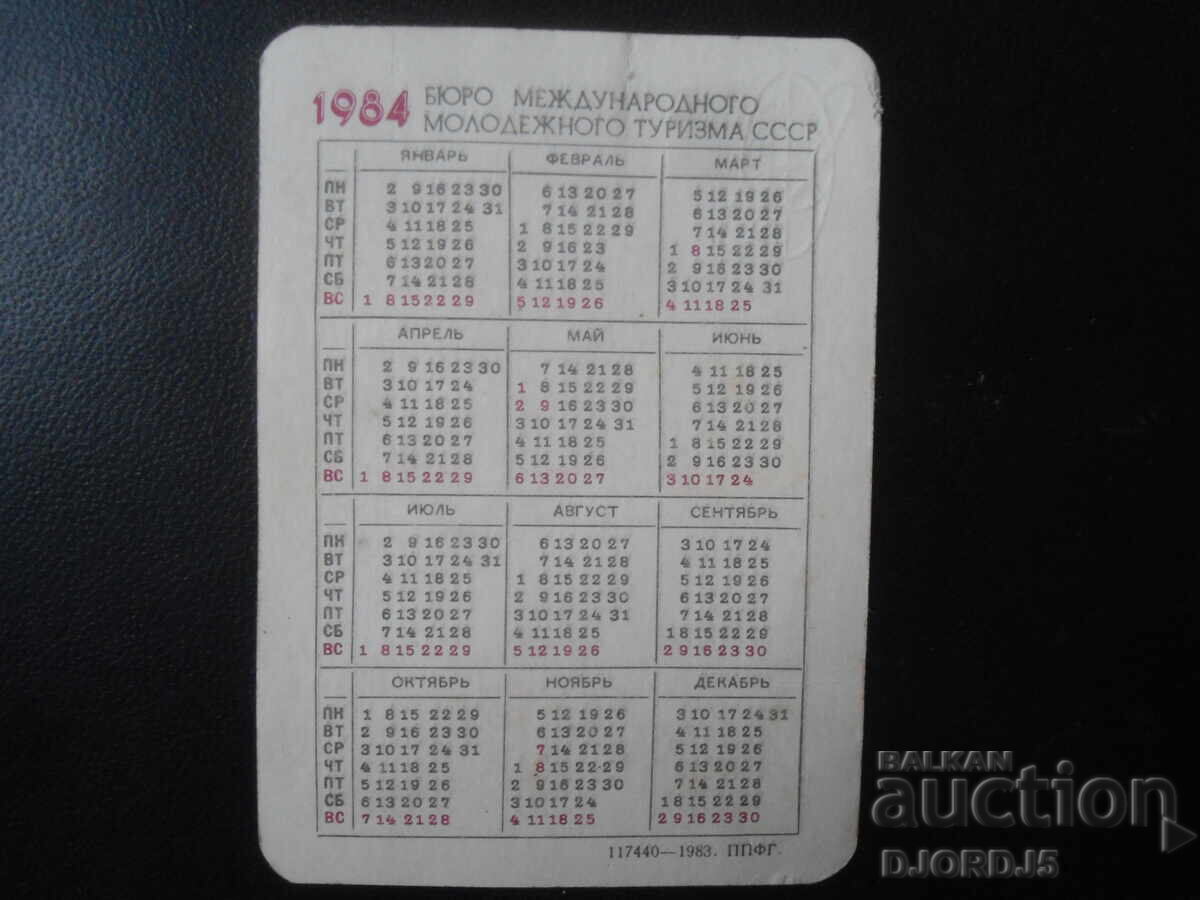 1984 БЮРО МЕЖДУНАРОДНОГО
МОЛОДЕЖНОГО ТУРИЗМА СССР
ЯНВАРЬ ФЕВРАЛЬ МАРТ
ПН 2 9 16 23 30 6 13 20 27 5 12 19 26
ВТ 3 10 17 24 31 7 14 21 28 6 13 20 27
СР 4 11 18 25 1 8 15 22 29 7 14 21 28
ЧТ 5 12 19 26 2 9 16 23 1 8 15 22 29
ПТ 6 13 20 27 3 10 17 24 2 9 16 23 30
СБ 7 14 21 28 4 11 18 25 3 10 17 24 31
ВС 1 8 15 22 29 5 12 19 26 4 11 18 25
АПРЕЛЬ МАЙ ИЮНЬ
ПН 2 9 16 23 30 7 14 21 28 4 11 18 25
ВТ 3 10 17 24 1 8 15 22 29 5 12 19 26
СР 4 11 18 25 2 9 16 23 30 6 13 20 27
ЧТ 5 12 19 26 3 10 17 24 31 7 14 21 28
ПТ 6 13 20 27 4 11 18 25 1 8 15 22 29
СБ 7 14 21 28 5 12 19 26 2 9 16 23 30
ВС 1 8 15 22 29 6 13 20 27 3 10 17 24
ИЮЛЬ АВГУСТ СЕНТЯБРЬ
ПН 2 9 16 23 30 6 13 20 27 3 10 17 24
ВТ 3 10 17 24 31 7 14 21 28 4 11 18 25
СР 4 11 18 25 1 8 15 22 29 5 12 19 26
ЧТ 5 12 19 26 2 9 16 23 30 6 13 20 27
ПТ 6 13 20 27 3 10 17 24 31 7 14 21 28
СБ 7 14 21 28 4 11 18 25 1 8 15 22 29
ВС 1 8 15 22 29 5 12 19 26 2 9 16 23 30
ОКТЯБРЬ НОЯБРЬ ДЕКАБРЬ
ПН 1 8 15 22 29 5 12 19 26 3 10 17 24 31
ВТ 2 9 16 23 30 6 13 20 27 4 11 18 25
СР 3 10 17 24 31 7 14 21 28 5 12 19 26
ЧТ 4 11 18 25 1 8 15 22 29 6 13 20 27
ПТ 5 12 19 26 2 9 16 23 30 7 14 21 28
СБ 6 13 20 27 3 10 17 24 1 8 15 22 29
ВС 7 14 21 28 4 11 18 25 2 9 16 23 30
117440—1983. ППФГ.
BALKAN
auction
DJORDJ5